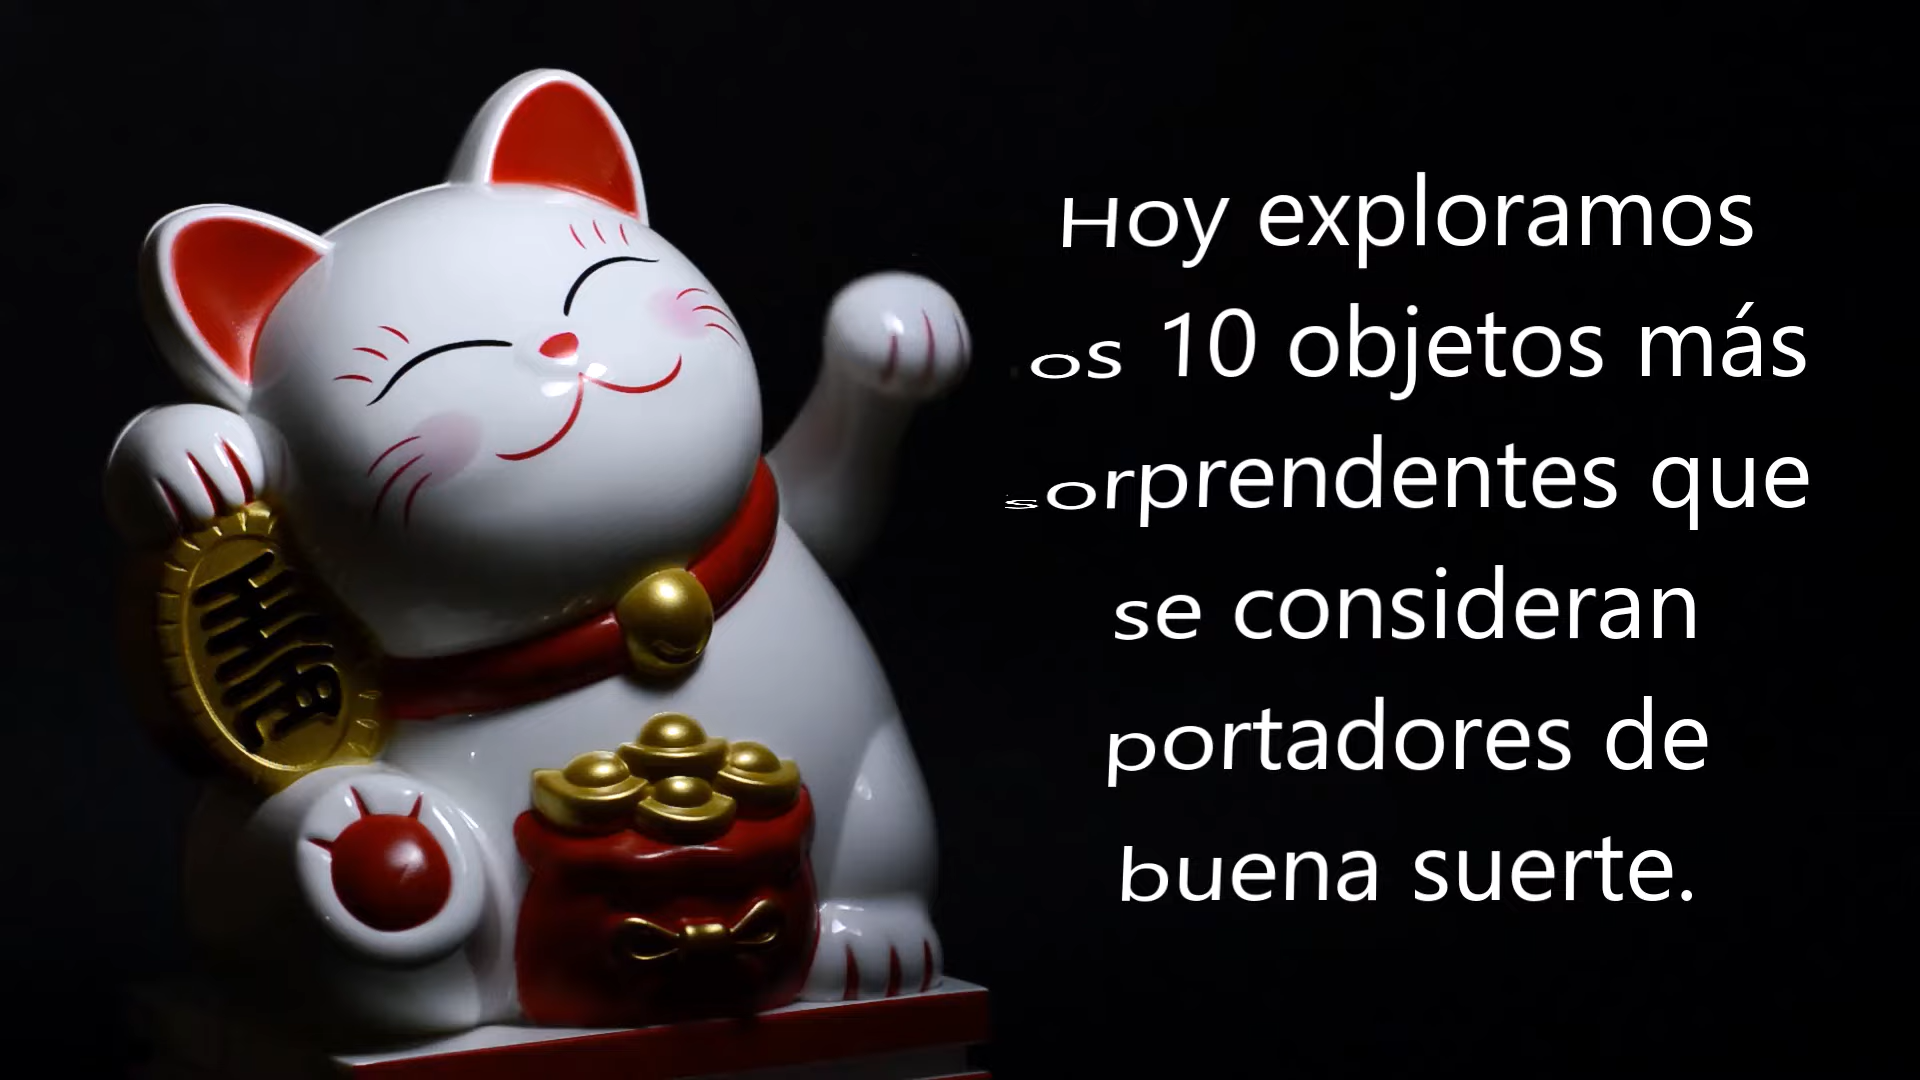 Hoy exploramos
os 10 objetos más
sorprendentes que
se consideran
portadores de
buena suerte.